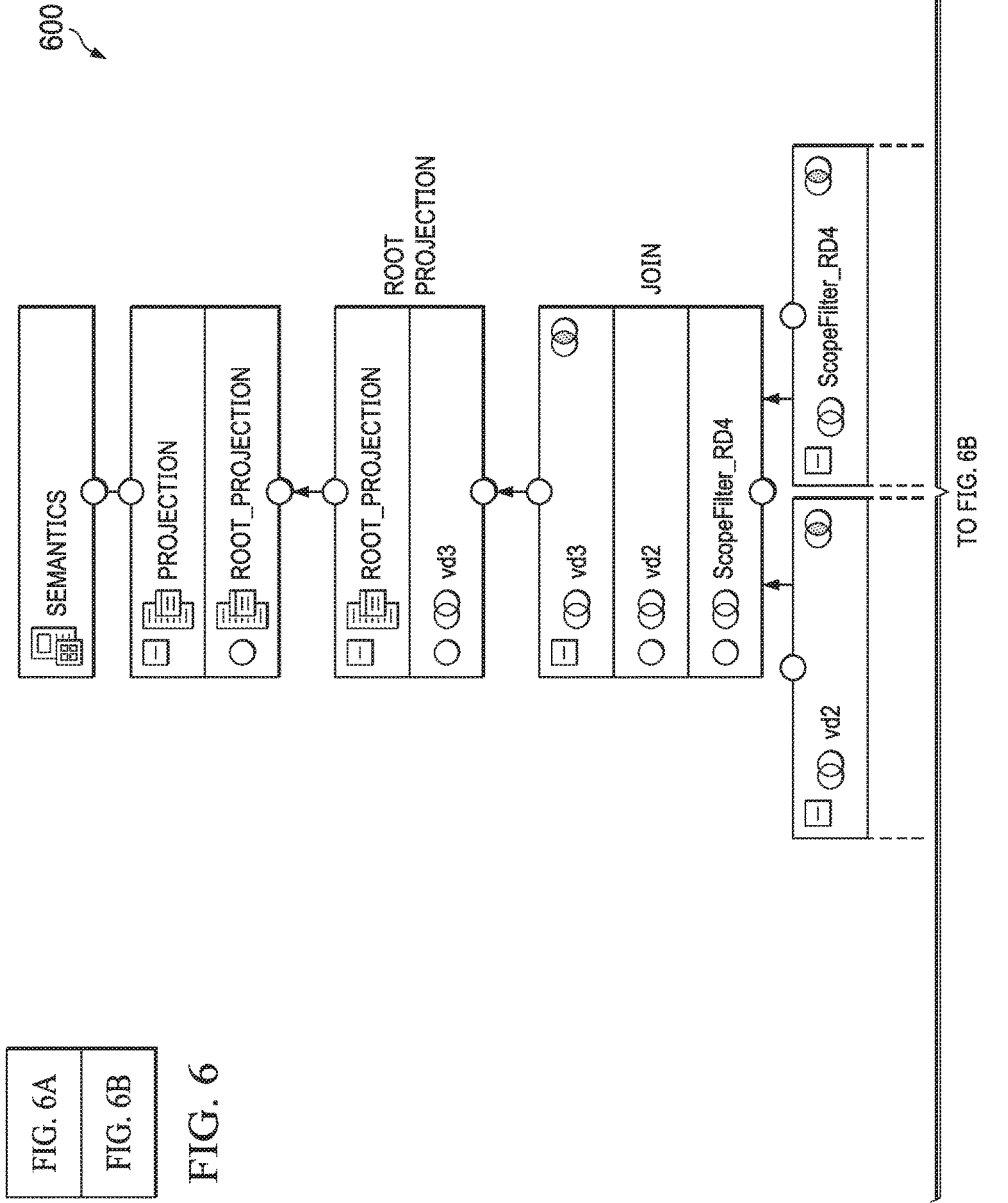 FIG. 6A
FIG. 6B
FIG. 6
600
SEMANTICS
PROJECTION
ROOT_PROJECTION
ROOT_PROJECTION
vd3
ROOT
PROJECTION
vd3
vd2
ScopeFilter_RD4
JOIN
vd2
ScopeFilter_RD4
TO FIG. 6B